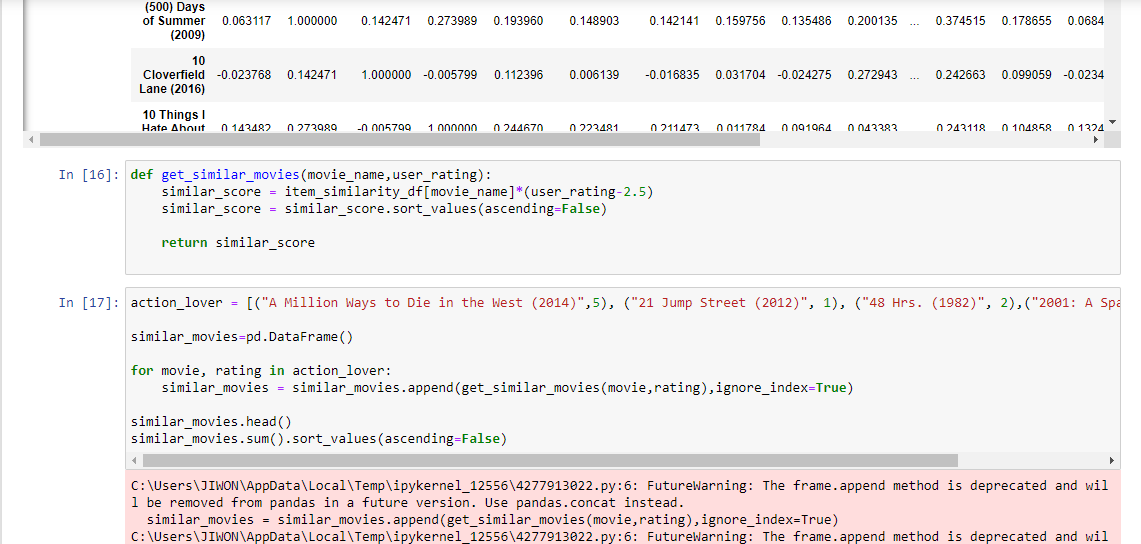 (500) Days
of Summer 0.063117 1.000000 0.142471 0.273989 0.193960 0.148903 0.142141 0.159756 0.135486 0.200135 ... 0.374515 0.178655 0.0684
(2009)
10
Cloverfield -0.023768 0.142471 1.000000 -0.005799 0.112396 0.006139 -0.016835 0.031704 -0.024275 0.272943 ... 0.242663 0.099059 -0.0234
Lane (2016)
10 Things I
Hate About 0.143482 0.273989 -0.005799 1.000000 0.244670 0.223481 0.211473 0.011784 0.091964 0.043383 0.243118 0.104858 0.1324
In [16]: def get_similar_movies(movie_name,user_rating):
similar_score = item_similarity_df[movie_name]*(user_rating-2.5)
similar_score = similar_score.sort_values(ascending=False)
return similar_score
In [17]: action_lover = [("A Million Ways to Die in the West (2014)",5), ("21 Jump Street (2012)", 1), ("48 Hrs. (1982)", 2),("2001: A Spa
similar_movies=pd.DataFrame()
for movie, rating in action_lover:
similar_movies = similar_movies.append(get_similar_movies(movie,rating),ignore_index=True)
similar_movies.head()
similar_movies.sum().sort_values(ascending=False)
C:\Users\JIWON\AppData\Local\Temp\ipykernel_12556\4277913022.py:6: FutureWarning: The frame.append method is deprecated and wil
l be removed from pandas in a future version. Use pandas.concat instead.
similar_movies = similar_movies.append(get_similar_movies(movie,rating),ignore_index=True)
C:\Users\JIWON\AppData\Local\Temp\ipykernel_12556\4277913022.py:6: FutureWarning: The frame.append method is deprecated and wil